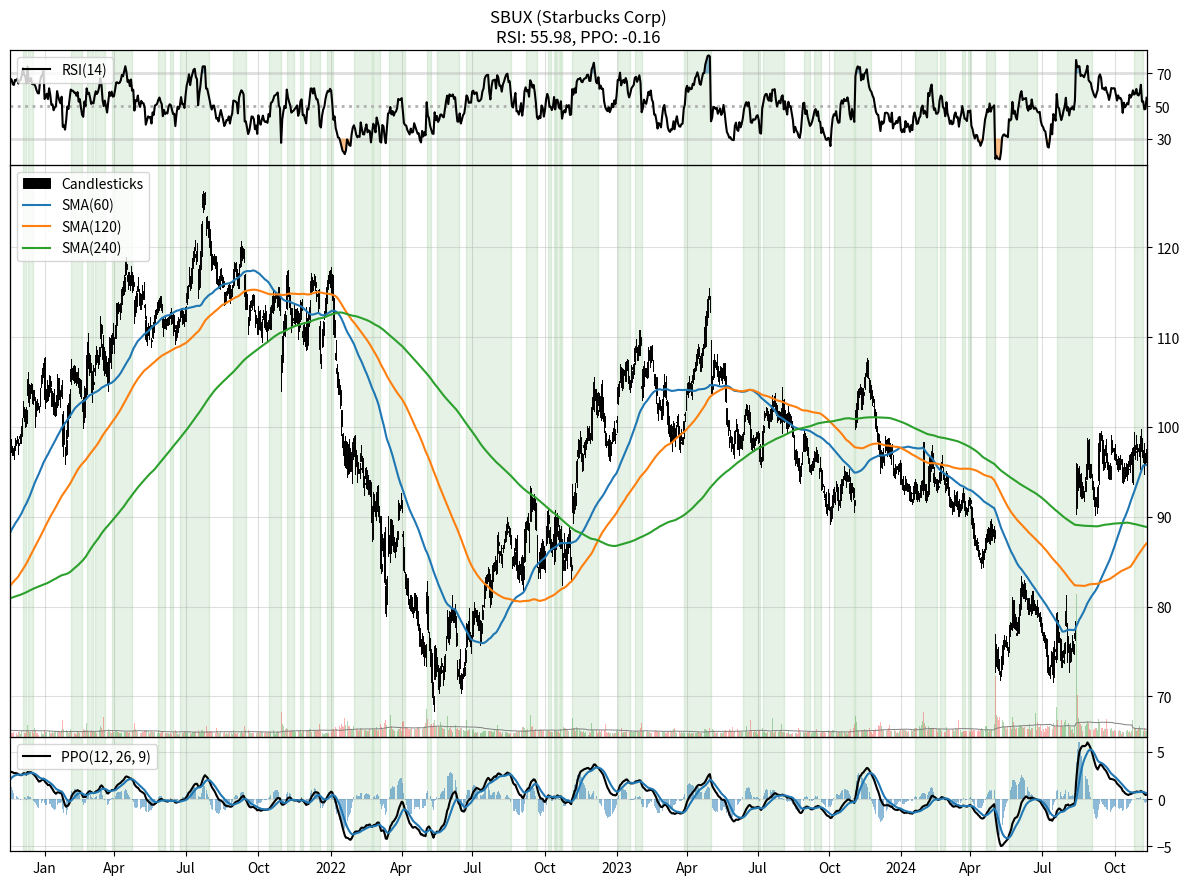 SBUX (Starbucks Corp)
RSI: 55.98, PPO: -0.16
RSI(14)
70
50
30
Candlesticks
SMA(60)
SMA(120)
SMA(240)
120
110
100
90
80
70
PPO(12, 26, 9)
5
0
−5
Jan Apr Jul Oct 2022 Apr Jul Oct 2023 Apr Jul Oct 2024 Apr Jul Oct